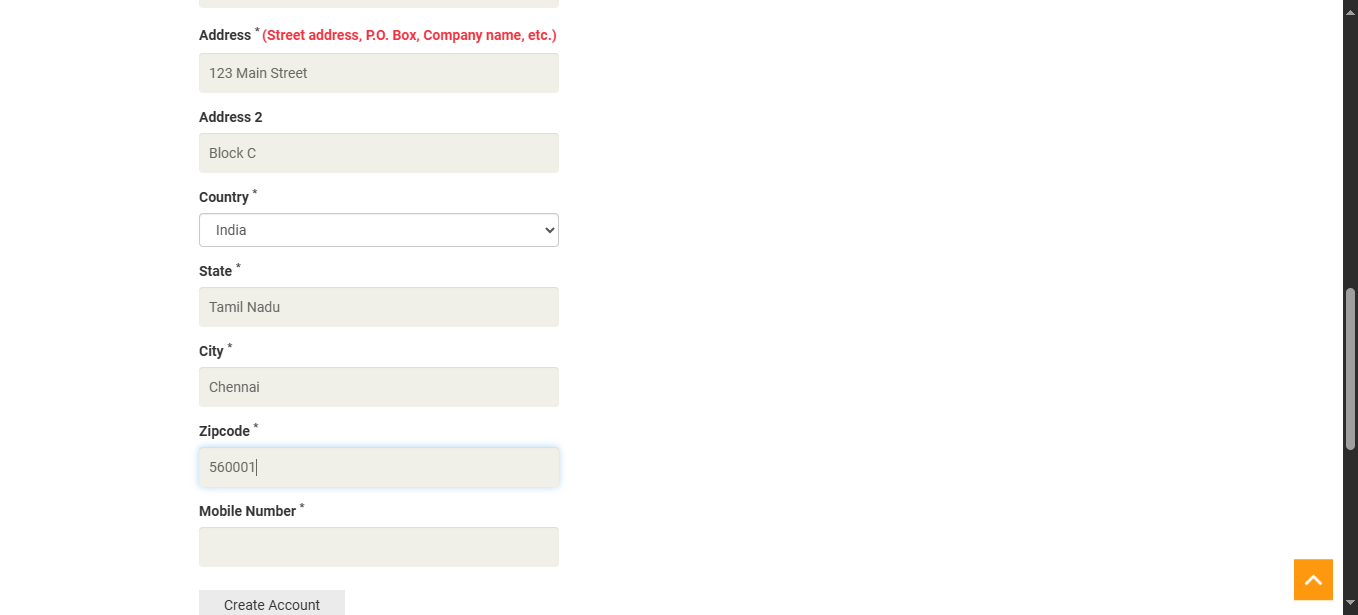 Address * (Street address, P.O. Box, Company name, etc.)
123 Main Street
Address 2
Block C
Country *
India
State *
Tamil Nadu
City *
Chennai
Zipcode *
560001
Mobile Number *
Create Account